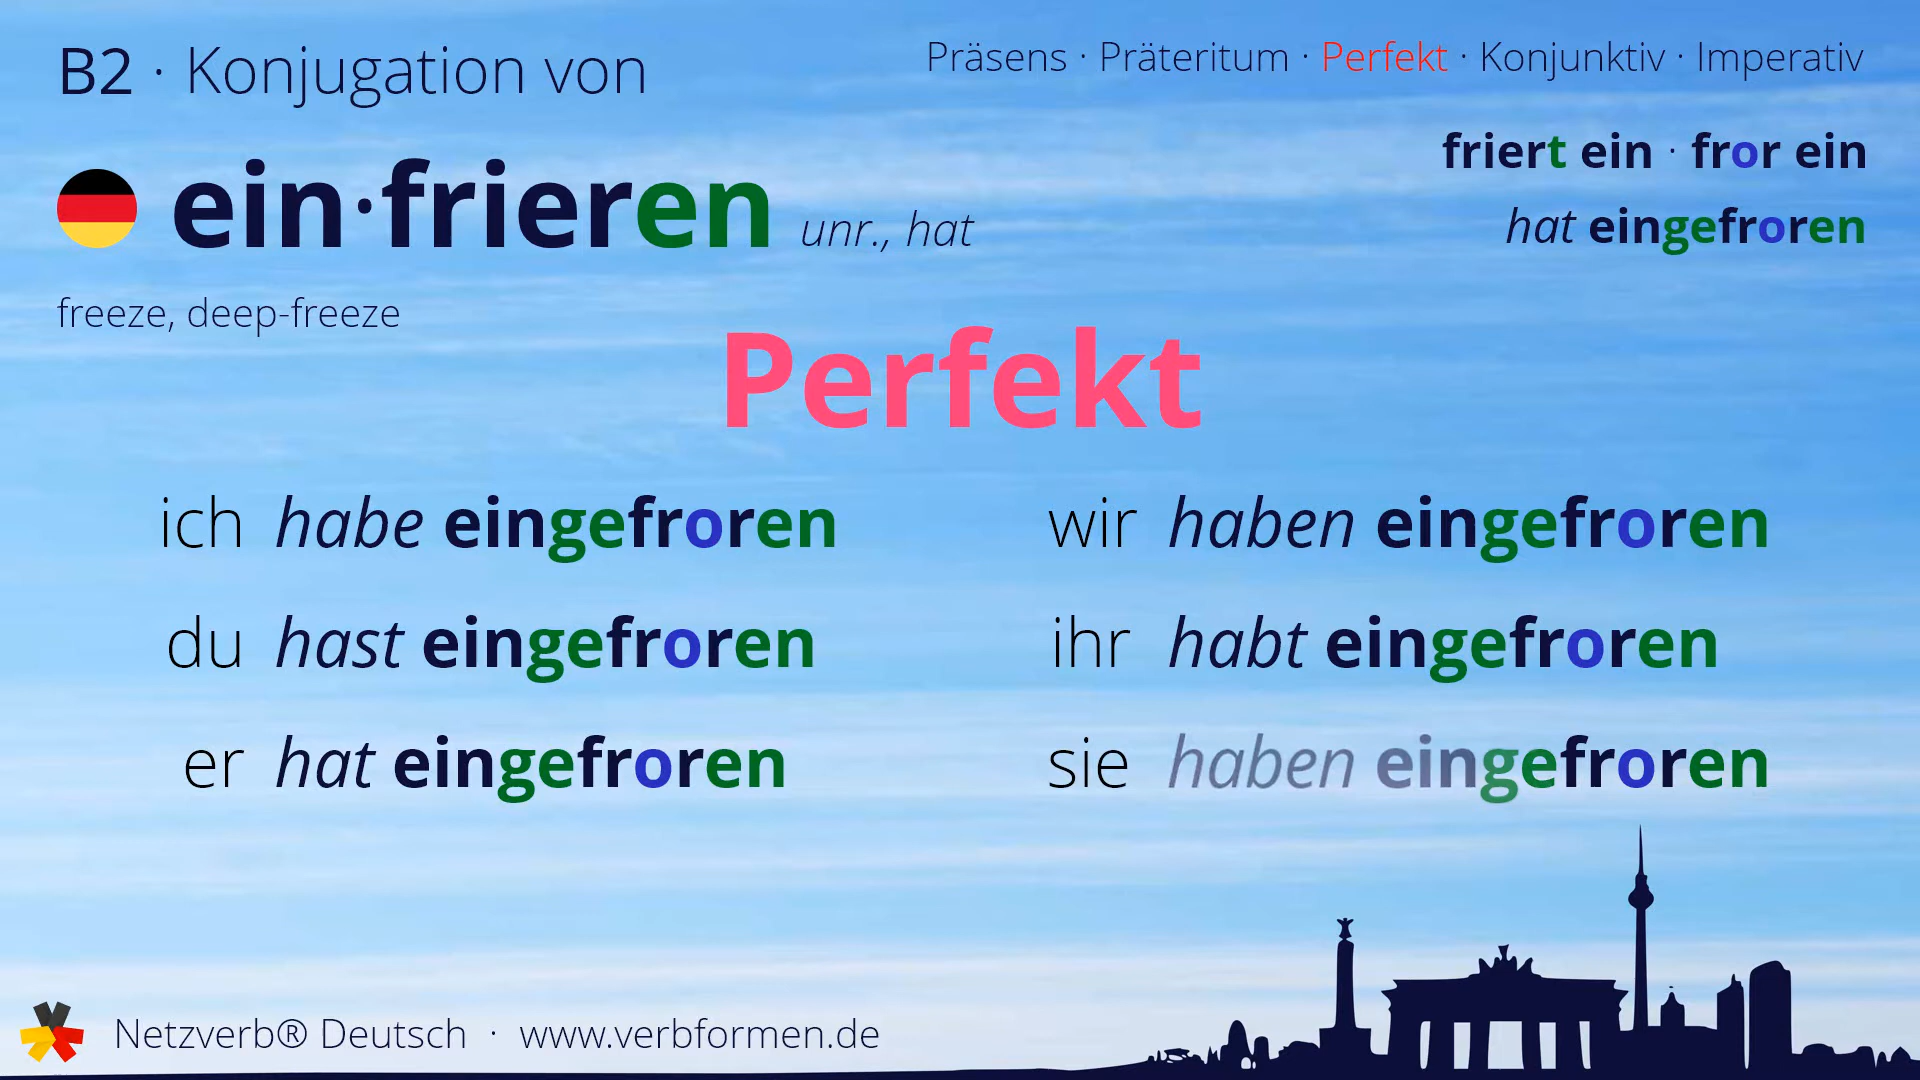 B2 · Konjugation von
Präsens · Präteritum · Perfekt · Konjunktiv · Imperativ
ein·frieren unr., hat
friert ein · fror ein
hat eingefroren
freeze, deep-freeze
Perfekt
ich habe eingefroren
du hast eingefroren
er hat eingefroren
wir haben eingefroren
ihr habt eingefroren
sie haben eingefroren
Netzverb® Deutsch · www.verbformen.de